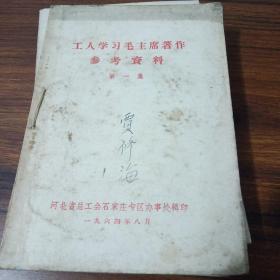 工人学习毛主席著作
参考资料
第一集
贾
海
河北省总工会石家庄专区办事处编印
一九六四年八月